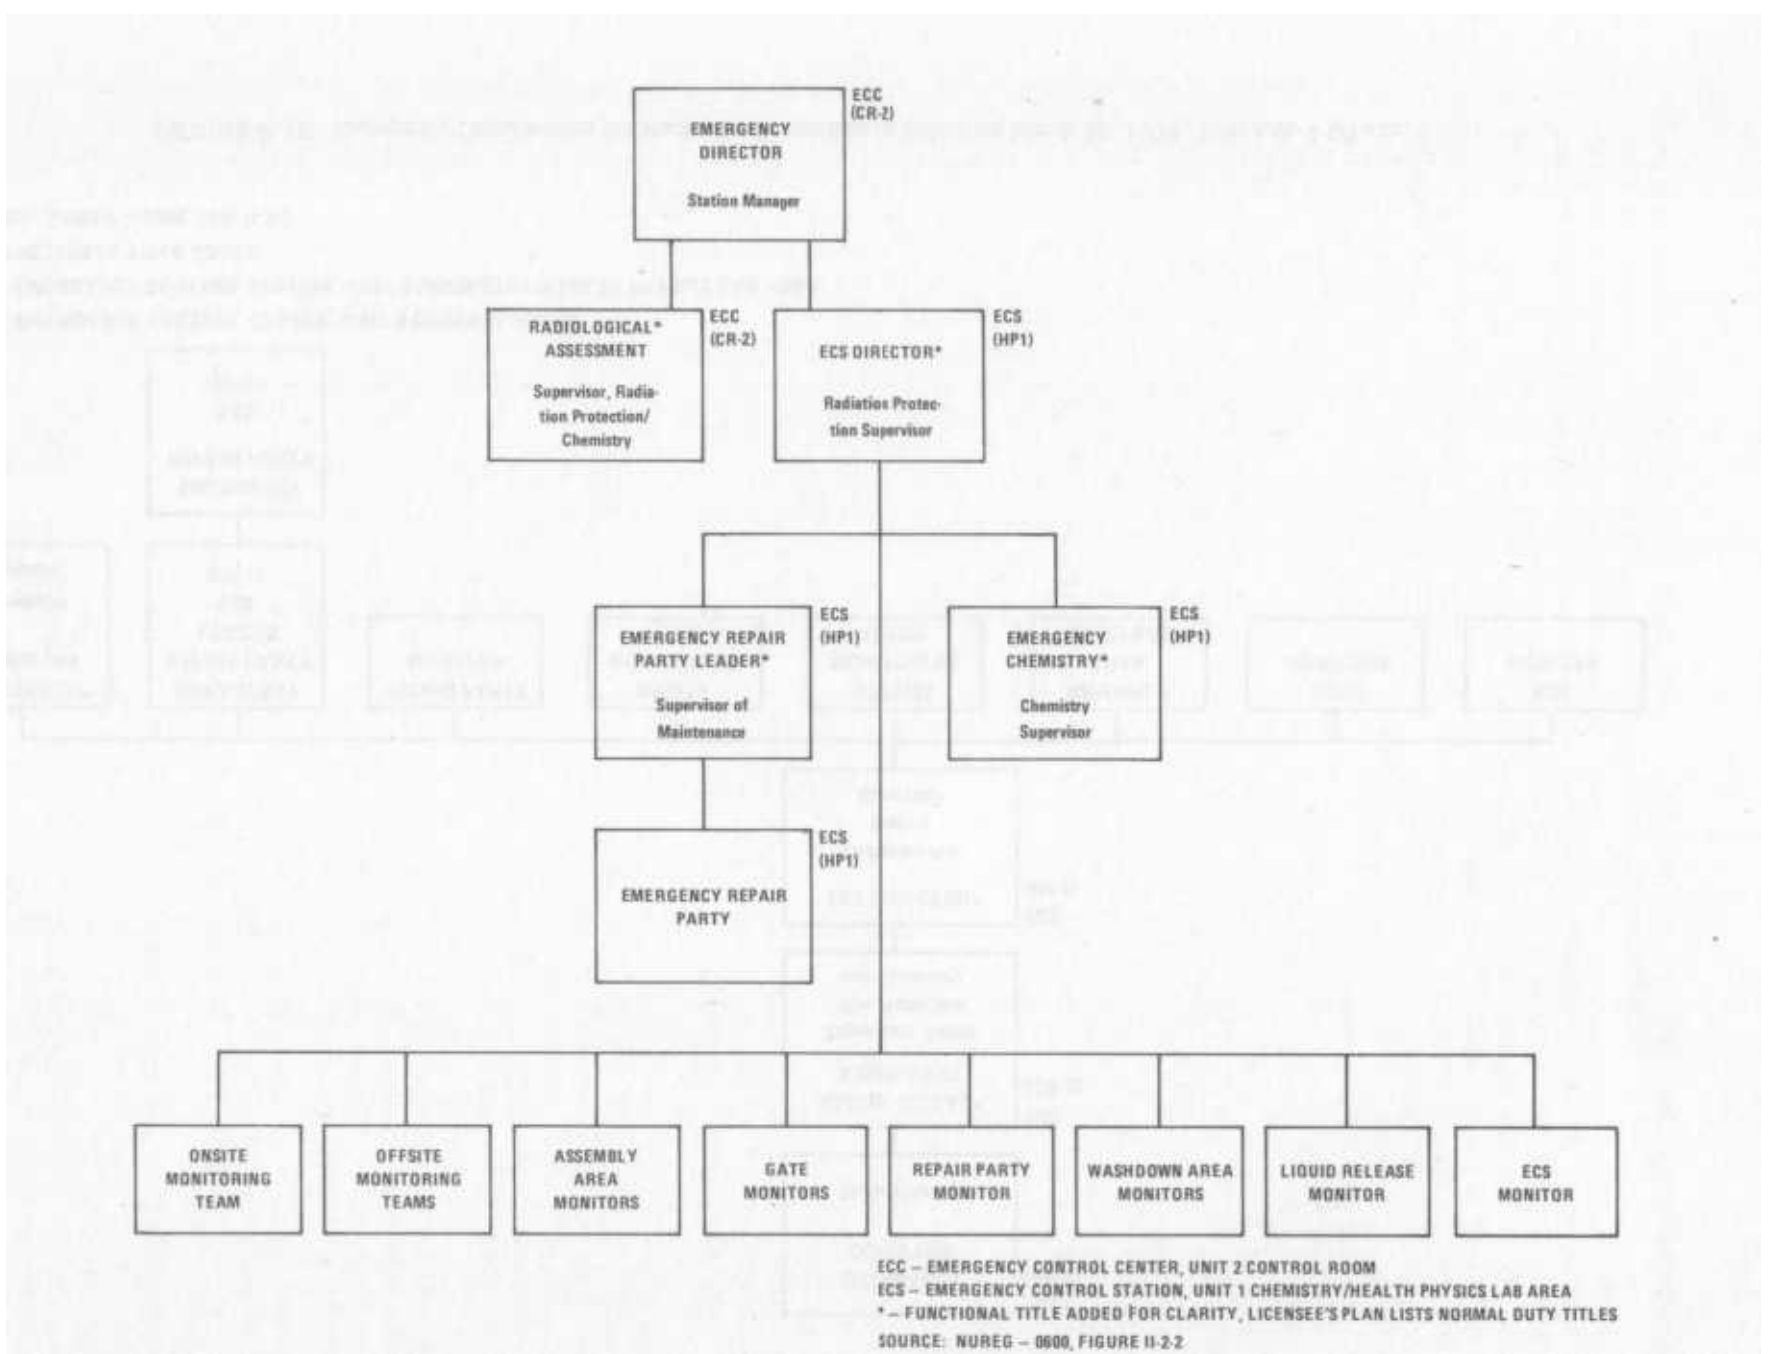 EMERGENCY
DIRECTOR
Station Manager
ECC
(CR-2)
RADIOLOGICAL*
ASSESSMENT
Supervisor, Radia-
tion Protection/
Chemistry
ECC
(CR-2)
ECS DIRECTOR*
Radiatios Protec-
tion Supervisor
ECS
(HP1)
EMERGENCY REPAIR
PARTY LEADER*
Supervisor of
Maintenance
ECS
(HP1)
EMERGENCY
CHEMISTRY*
Chemistry
Supervisor
ECS
(HP1)
EMERGENCY REPAIR
PARTY
ECS
(HP1)
ONSITE
MONITORING
TEAM
OFFSITE
MONITORING
TEAMS
ASSEMBLY
AREA
MONITORS
GATE
MONITORS
REPAIR PARTY
MONITOR
WASHDOWN AREA
MONITORS
LIQUID RELEASE
MONITOR
ECS
MONITOR
ECC – EMERGENCY CONTROL CENTER, UNIT 2 CONTROL ROOM
ECS – EMERGENCY CONTROL STATION, UNIT 1 CHEMISTRY/HEALTH PHYSICS LAB AREA
* – FUNCTIONAL TITLE ADDED FOR CLARITY, LICENSEE'S PLAN LISTS NORMAL DUTY TITLES
SOURCE: NUREG – 0600, FIGURE II-2-2